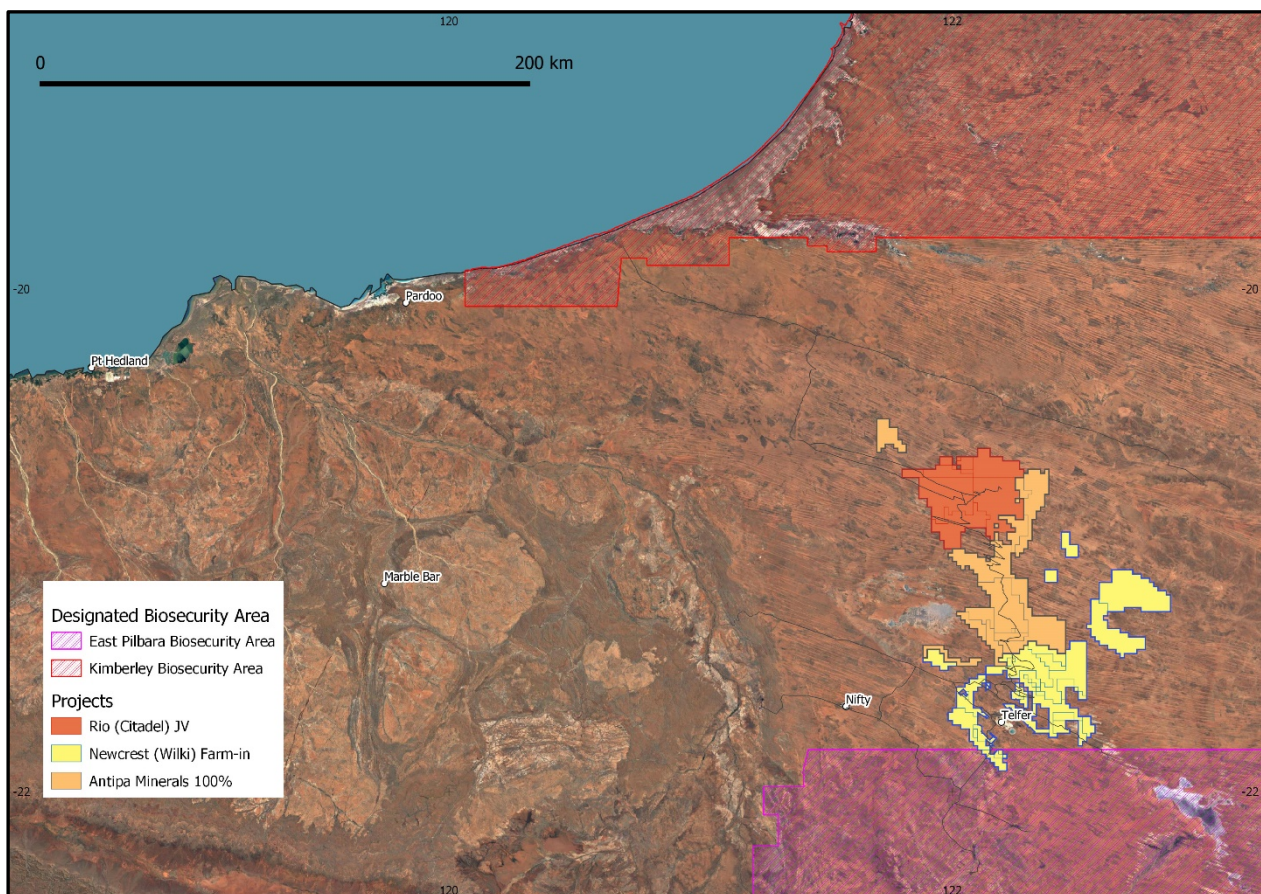 120
122
0
200 km
-20
-20
Pardoo
Pt Hedland
Marble Bar
Nifty
Telfer
Designated Biosecurity Area
East Pilbara Biosecurity Area
Kimberley Biosecurity Area
Projects
Rio (Citadel) JV
Newcrest (Wilki) Farm-in
Antipa Minerals 100%
-22
-22
120
122